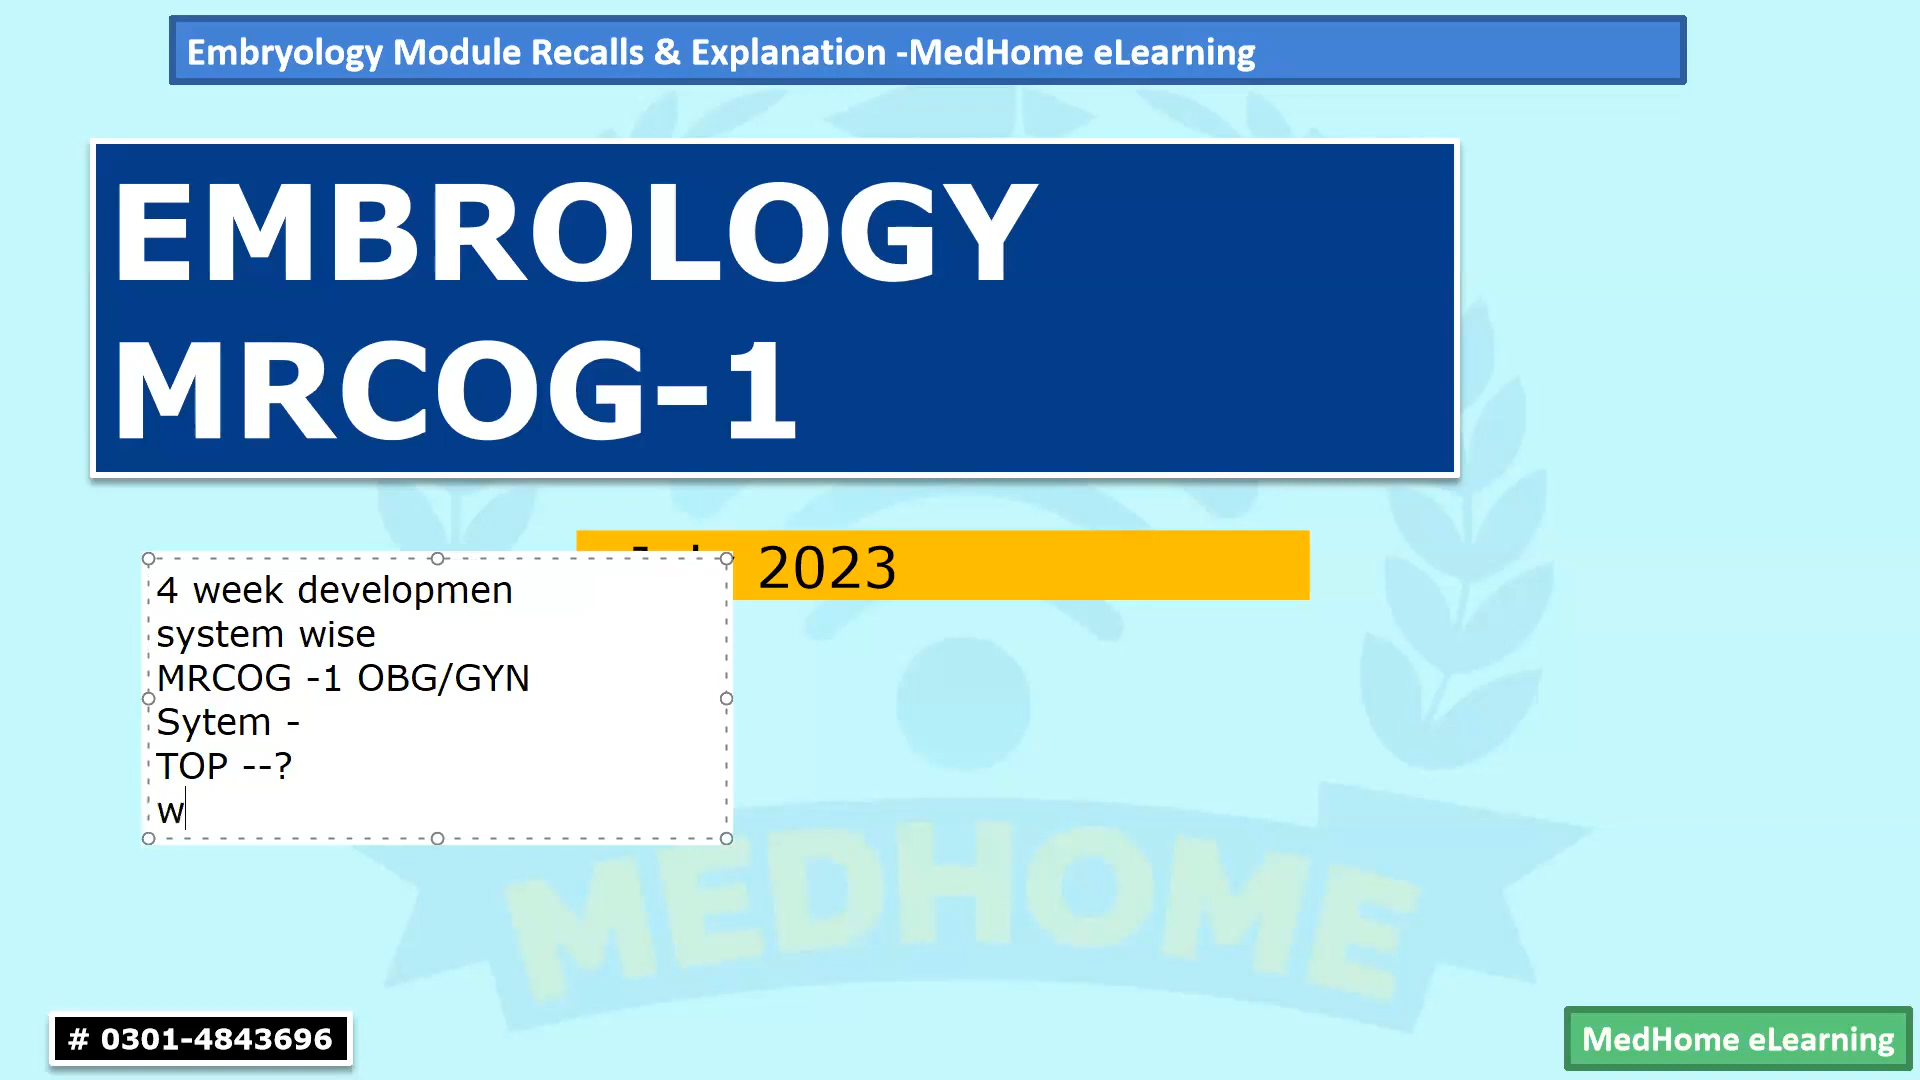 Embryology Module Recalls & Explanation -MedHome eLearning
EMBROLOGY
MRCOG-1
2023
4 week developmen
system wise
MRCOG -1 OBG/GYN
Sytem -
TOP --?
w
MEDHOME
# 0301-4843696
MedHome eLearning